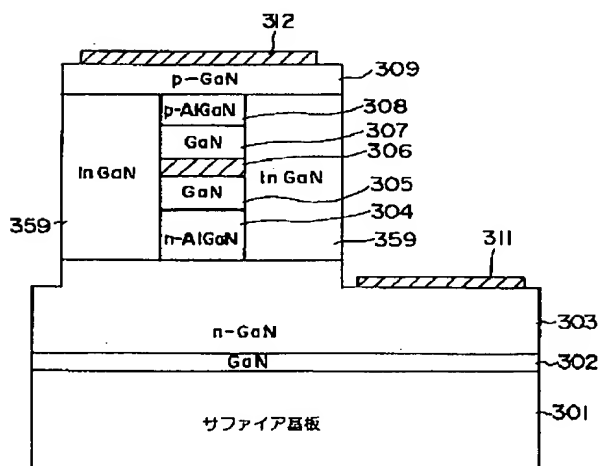 312
p-GaN
309
p-AlGaN
308
GaN
307
306
InGaN
InGaN
GaN
305
304
359
n-AlGaN
359
311
n-GaN
303
GaN
302
サファイア基板
301